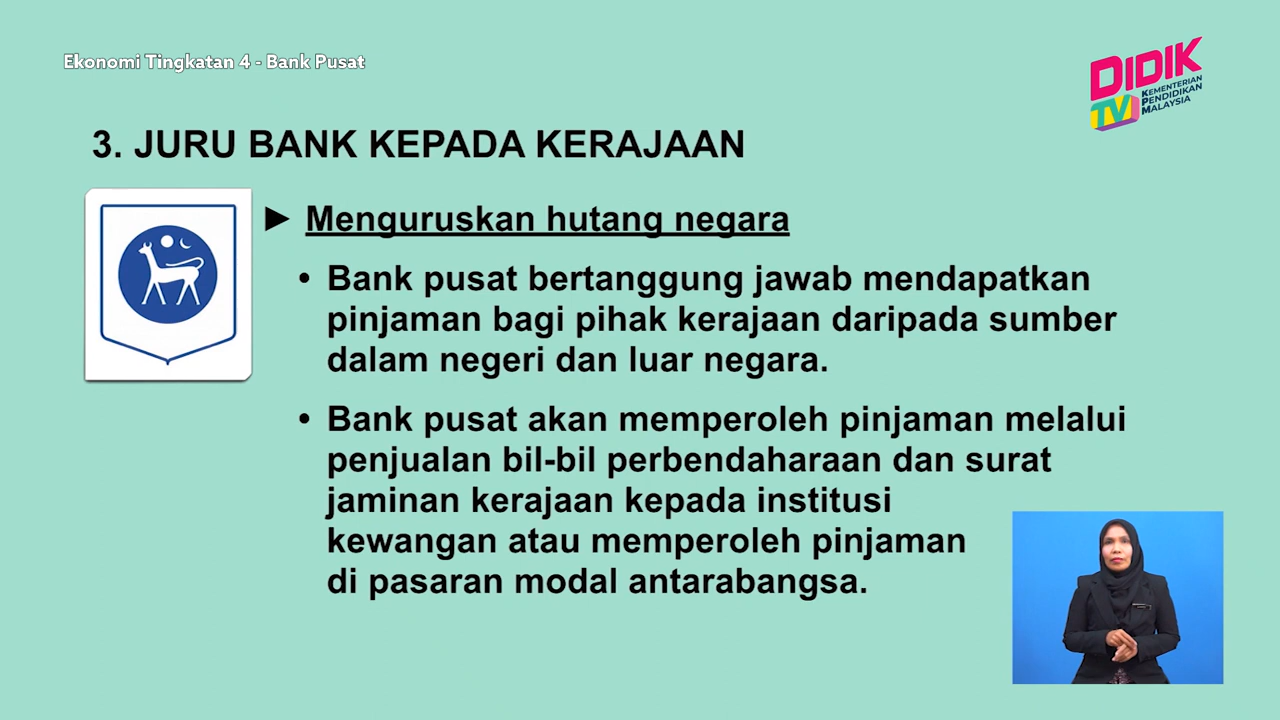 Ekonomi Tingkatan 4 - Bank Pusat
DIDIK
TV
KEMENTERIAN
PENDIDIKAN
MALAYSIA
3. JURU BANK KEPADA KERAJAAN
► Menguruskan hutang negara
• Bank pusat bertanggung jawab mendapatkan
pinjaman bagi pihak kerajaan daripada sumber
dalam negeri dan luar negara.
• Bank pusat akan memperoleh pinjaman melalui
penjualan bil-bil perbendaharaan dan surat
jaminan kerajaan kepada institusi
kewangan atau memperoleh pinjaman
di pasaran modal antarabangsa.